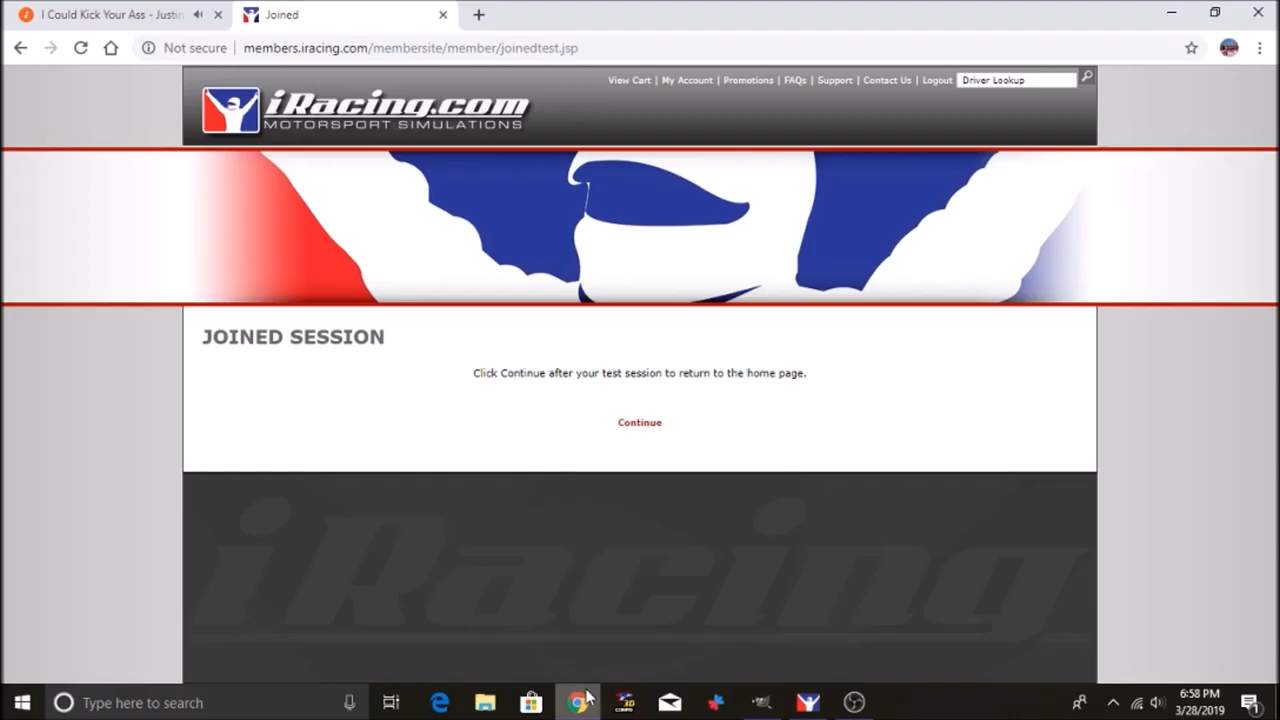 I Could Kick Your Ass - Justin
Joined
Not secure
members.iracing.com/membersite/member/joinedtest.jsp
View Cart | My Account | Promotions | FAQs | Support | Contact Us | Logout
Driver Lookup
iRacing.com
MOTORSPORT SIMULATIONS
JOINED SESSION
Click Continue after your test session to return to the home page.
Continue
iRacing
Type here to search
3D
6:58 PM
3/28/2019
1